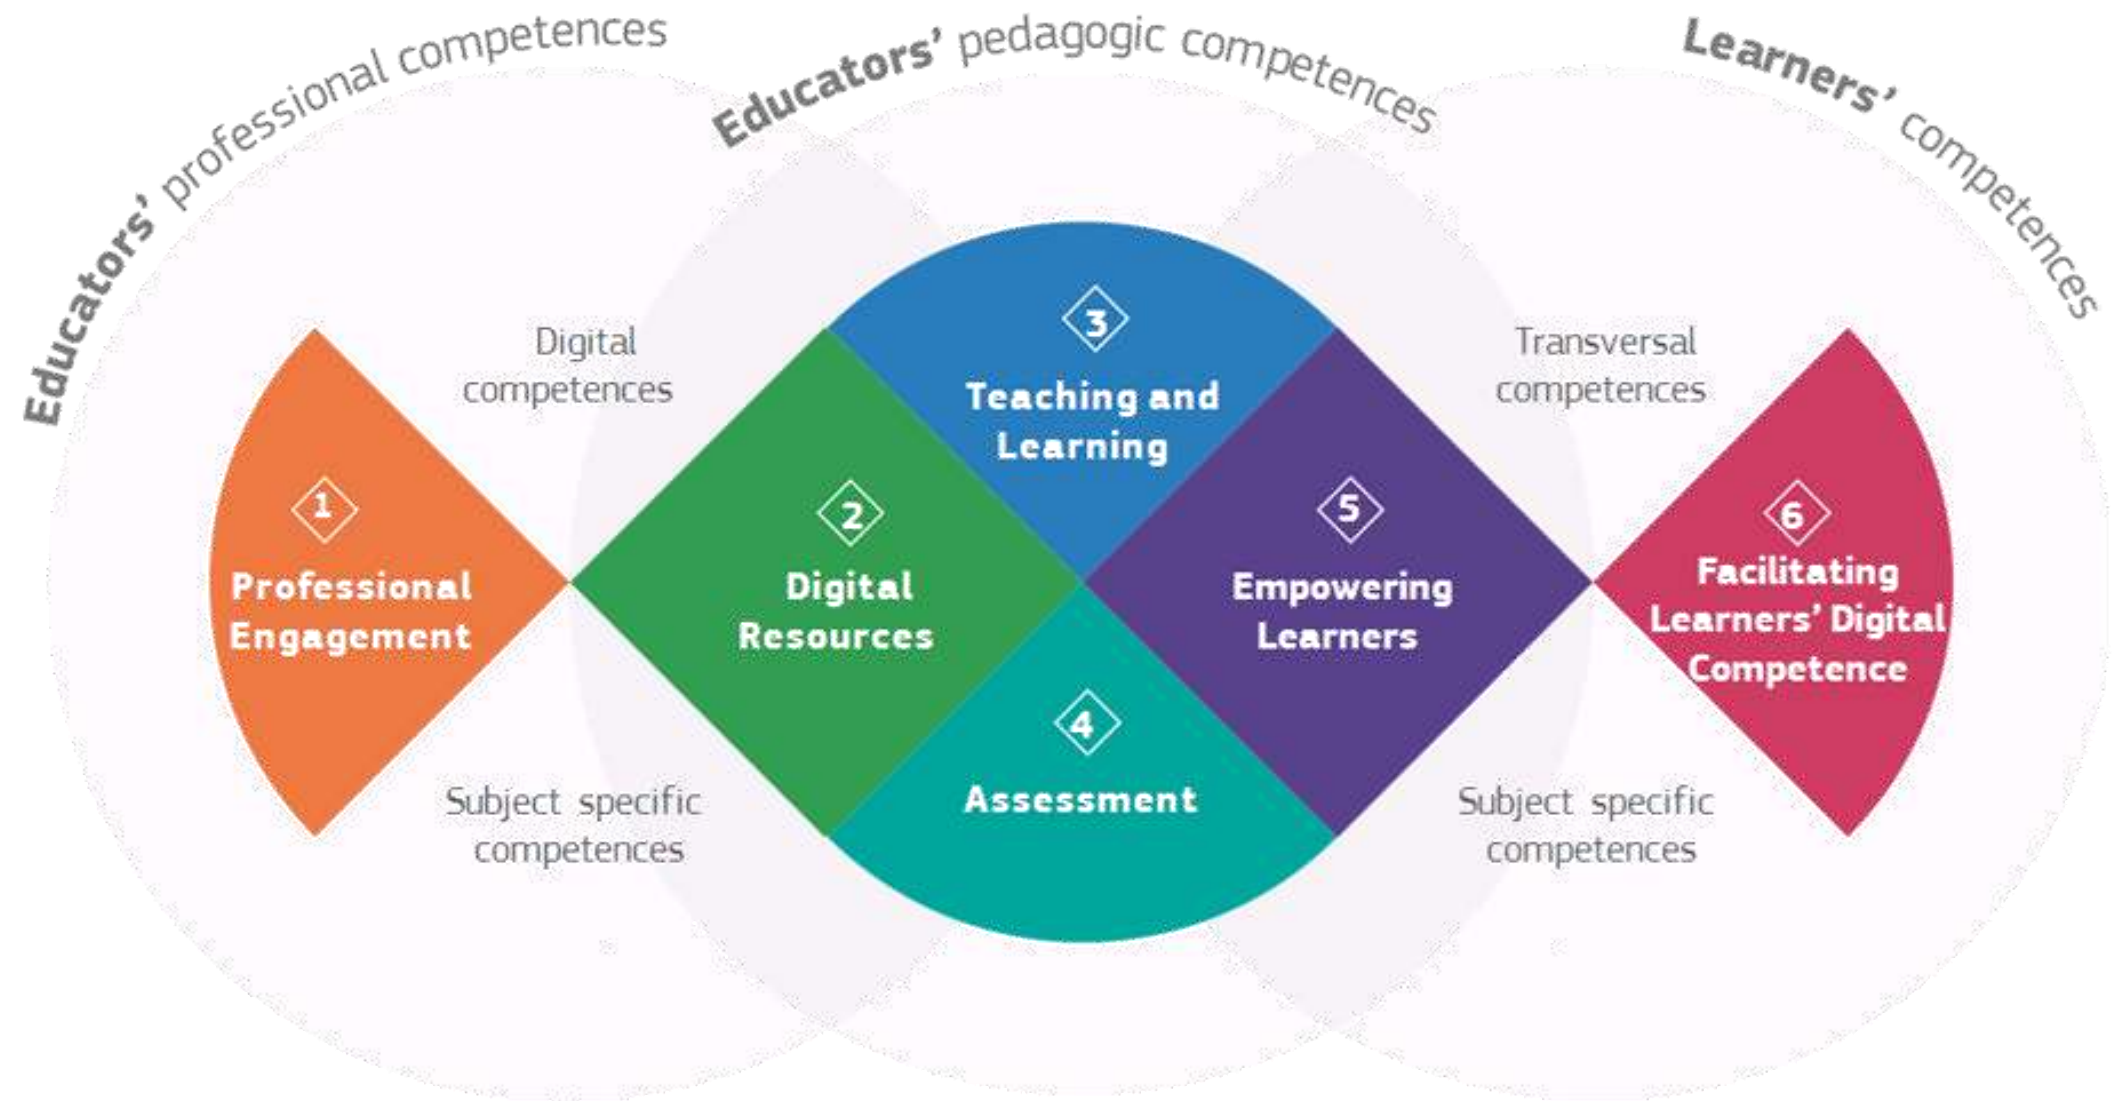 Educators’ professional competences
Educators’ pedagogic competences
Learners’ competences
Digital
competences
Subject specific
competences
1
Professional
Engagement
2
Digital
Resources
3
Teaching and
Learning
4
Assessment
5
Empowering
Learners
Transversal
competences
Subject specific
competences
6
Facilitating
Learners’ Digital
Competence